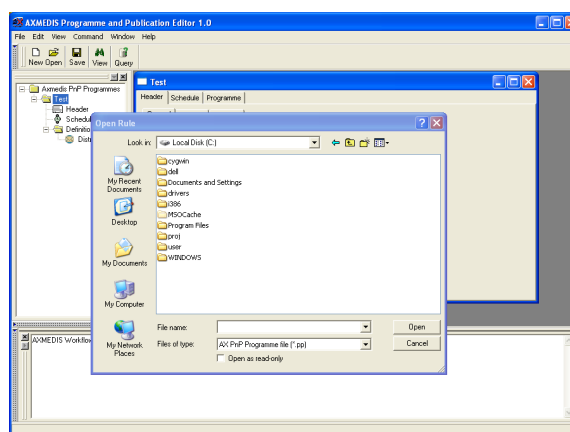 AXMEDIS Programme and Publication Editor 1.0
File Edit View Command Window Help
New Open Save View Query
Axmedis PnP Programmes
Test
Header
Schedul
Definitio
Distri
Test
Header Schedule Programme
Open Rule
Look in: Local Disk (C:)
My Recent Documents
Desktop
My Documents
My Computer
My Network Places
cygwin
dell
Documents and Settings
drivers
i386
MSOCache
Program Files
proj
user
WINDOWS
File name: Open
Files of type: AX PnP Programme file (*.pp) Cancel
Open as read-only
AXMEDIS Workflow